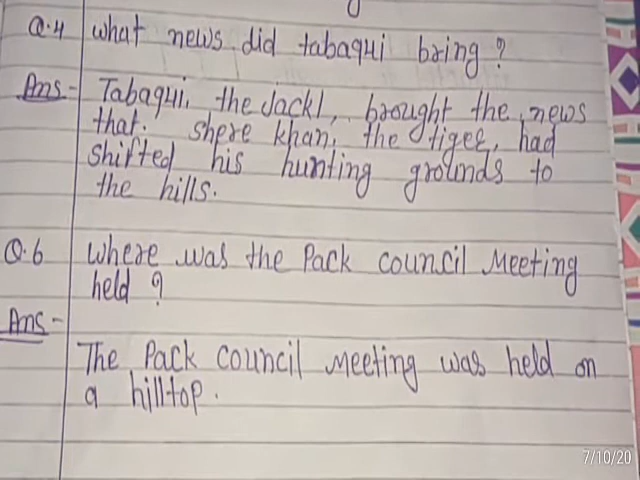 Q.4 what news did tabaqui bring ?
Ans- Tabaqui, the Jackl, brought the news
that. shere khan, the tiger, had
shifted his hunting grounds to
the hills.
Q.6 where was the Pack council Meeting
held ?
Ans-
The Pack council Meeting was held on
a hilltop.
7/10/20